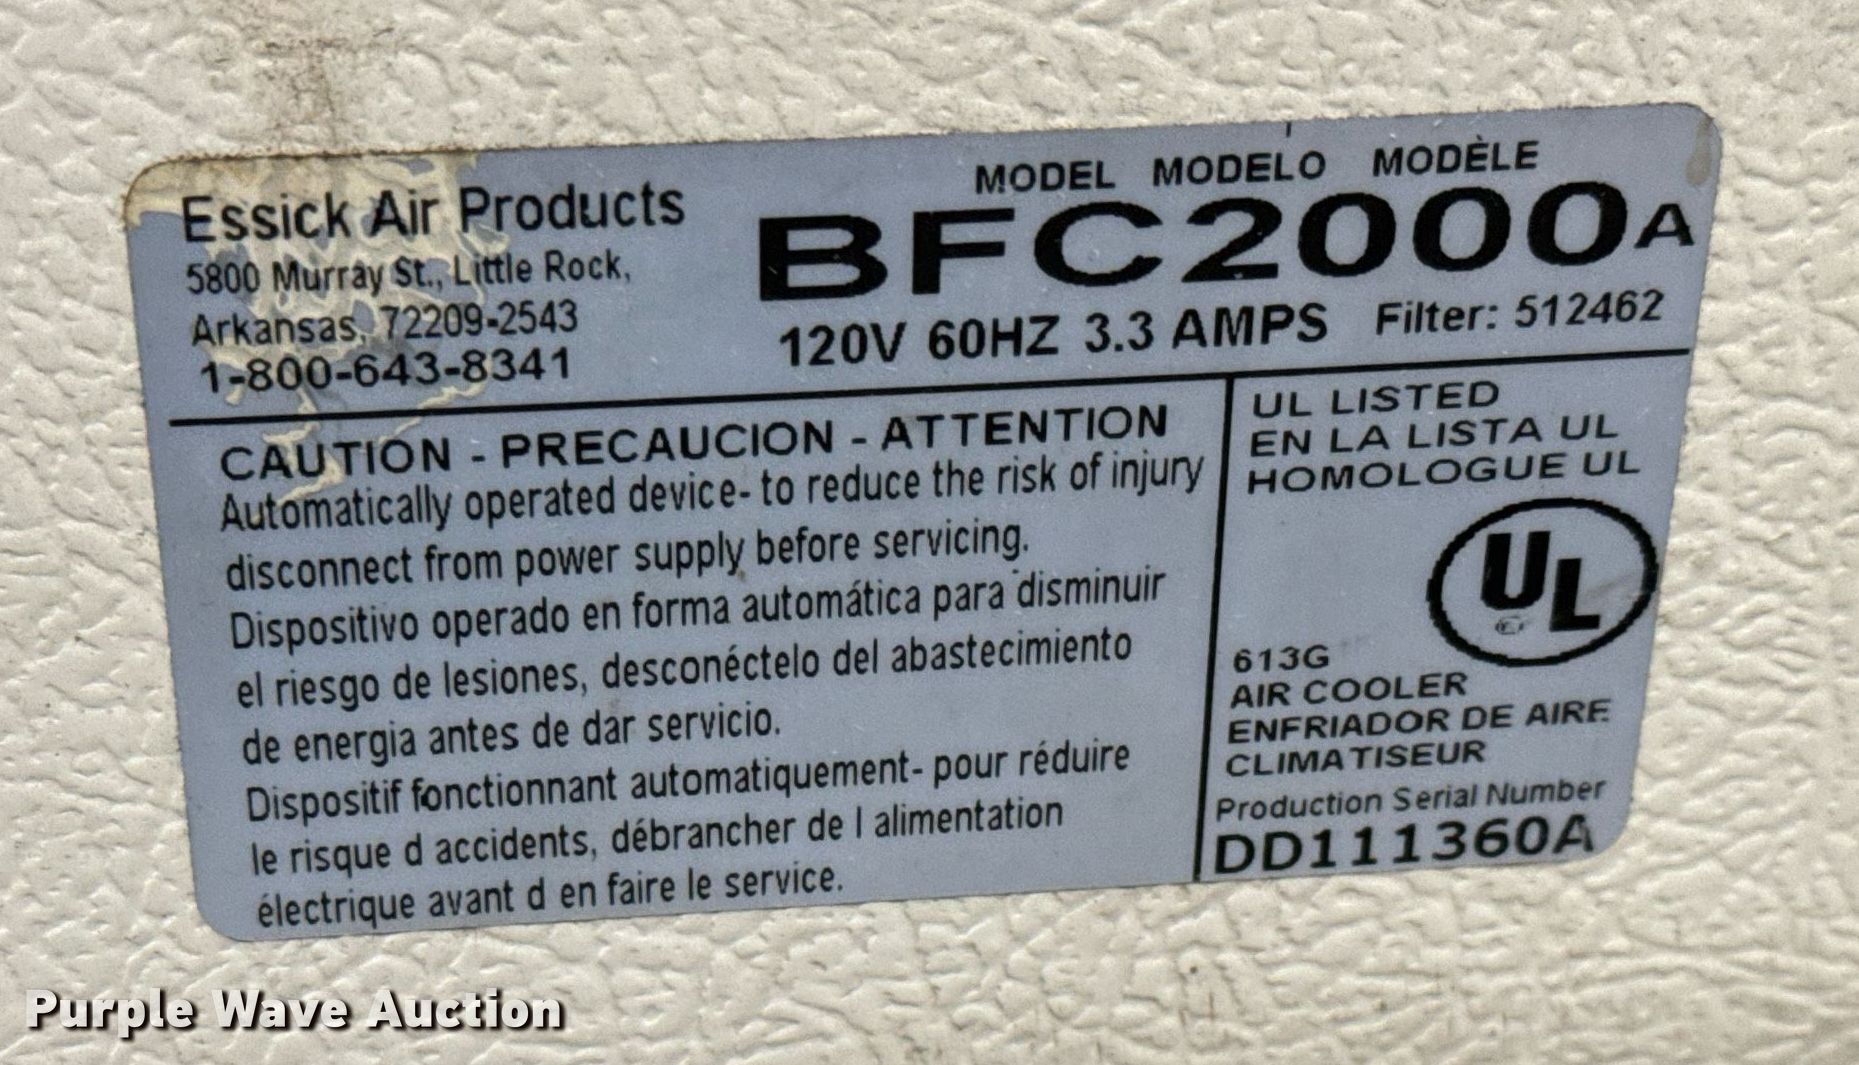 Essick Air Products
5800 Murray St., Little Rock,
Arkansas, 72209-2543
1-800-643-8341
MODEL MODELO MODÈLE
BFC2000A
120V 60HZ 3.3 AMPS Filter: 512462
CAUTION - PRECAUCION - ATTENTION
Automatically operated device- to reduce the risk of injury
disconnect from power supply before servicing.
Dispositivo operado en forma automática para disminuir
el riesgo de lesiones, desconéctelo del abastecimiento
de energia antes de dar servicio.
Dispositif fonctionnant automatiquement- pour réduire
le risque d accidents, débrancher de l alimentation
électrique avant d en faire le service.
UL LISTED
EN LA LISTA UL
HOMOLOGUE UL
UL
613G
AIR COOLER
ENFRIADOR DE AIRE
CLIMATISEUR
Production Serial Number
DD111360A
Purple Wave Auction